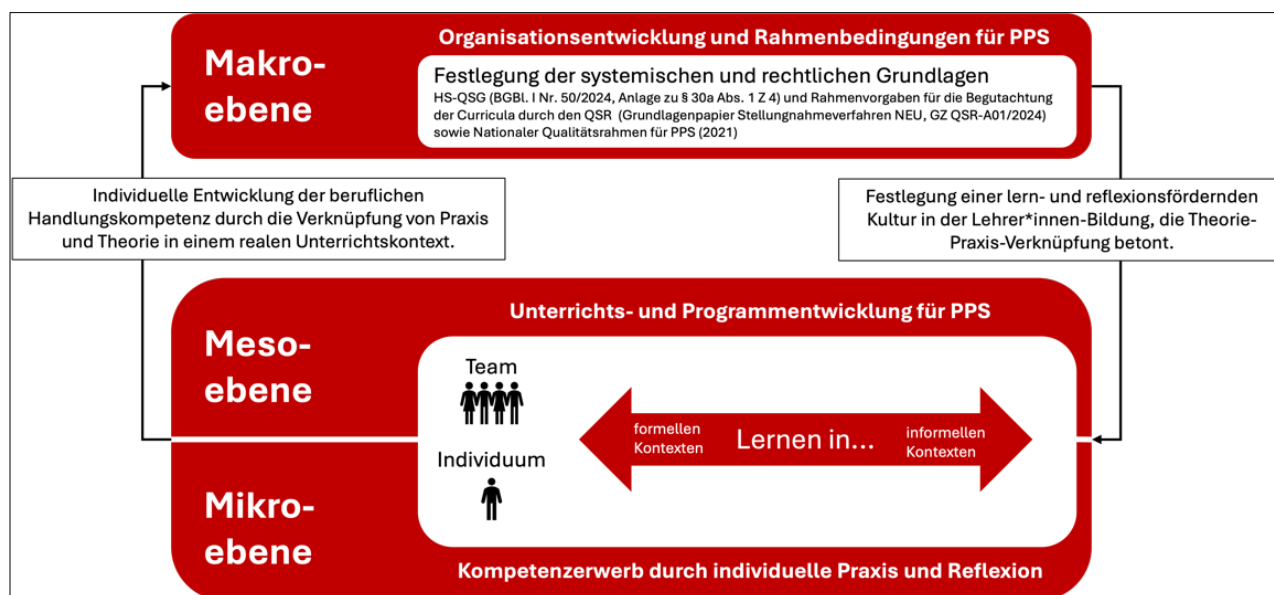 Makro-
ebene
Organisationsentwicklung und Rahmenbedingungen für PPS
Festlegung der systemischen und rechtlichen Grundlagen
HS-QSG (BGBl. I Nr. 50/2024, Anlage zu § 30a Abs. 1 Z 4) und Rahmenvorgaben für die Begutachtung
der Curricula durch den QSR (Grundlagenpapier Stellungnahmeverfahren NEU, GZ QSR-A01/2024)
sowie Nationaler Qualitätsrahmen für PPS (2021)
Individuelle Entwicklung der beruflichen
Handlungskompetenz durch die Verknüpfung von Praxis
und Theorie in einem realen Unterrichtskontext.
Festlegung einer lern- und reflexionsfördernden
Kultur in der Lehrer*innen-Bildung, die Theorie-
Praxis-Verknüpfung betont.
Unterrichts- und Programmentwicklung für PPS
Meso-
ebene
Team
Individuum
formellen
Kontexten
Lernen in...
informellen
Kontexten
Mikro-
ebene
Kompetenzerwerb durch individuelle Praxis und Reflexion